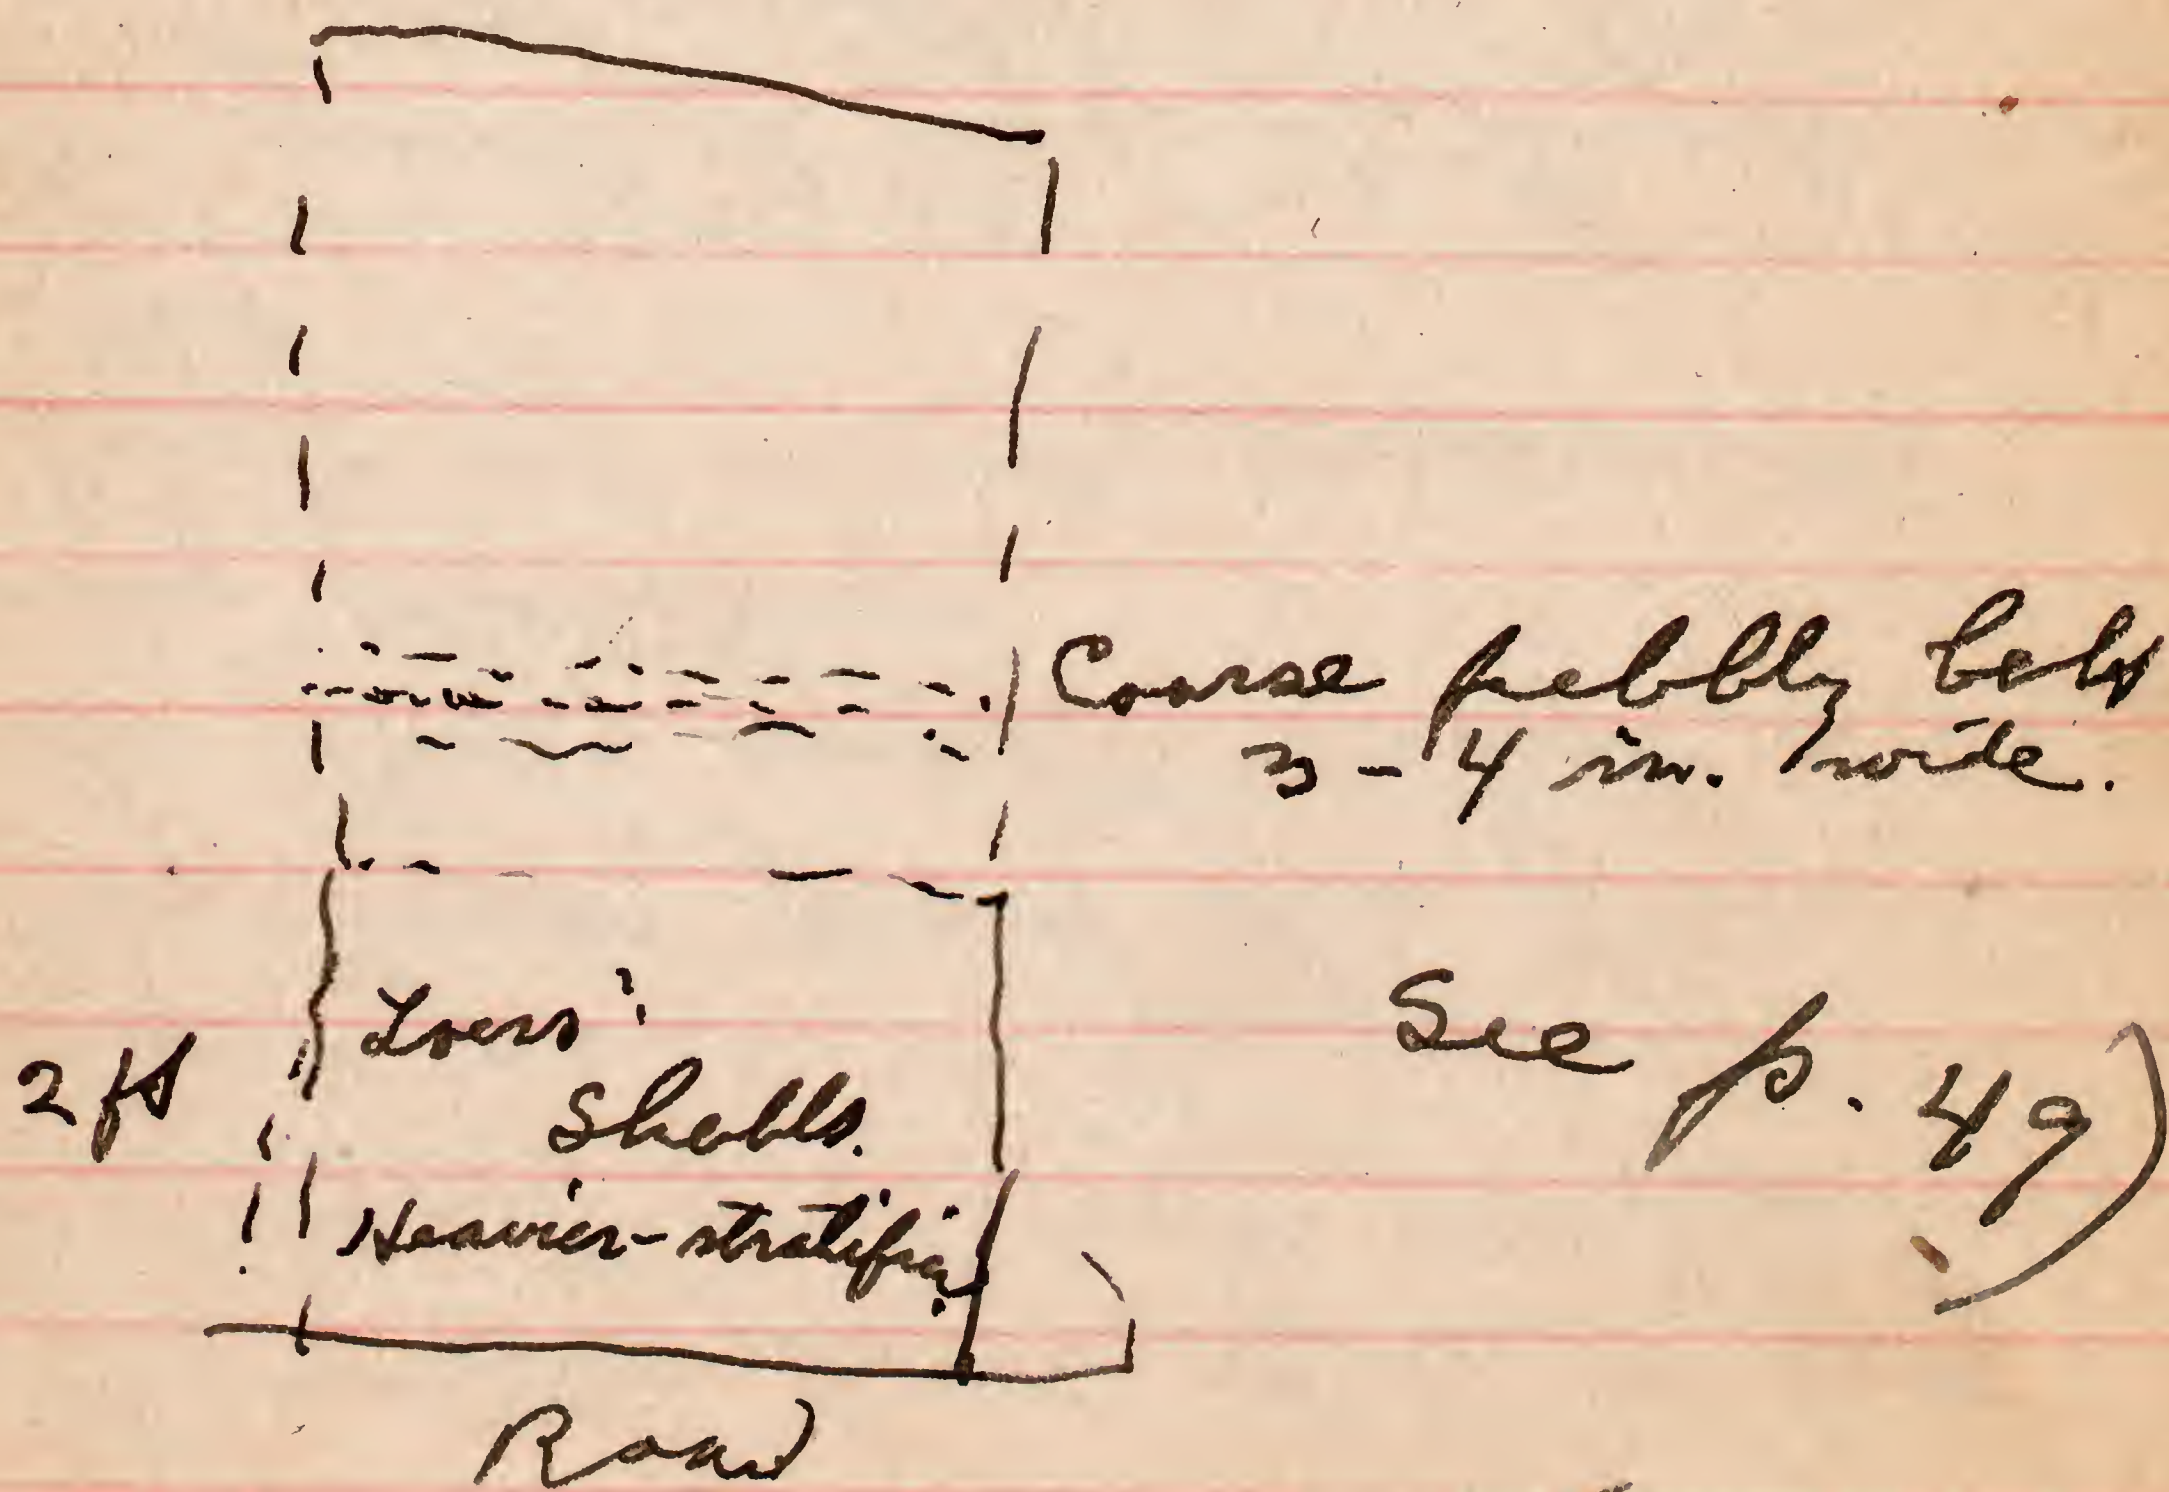 Coarse pebbly belt
3-4 in. wide.
Loess:
Shells.
2 ft
See p. 49)
Heavier-stratified
Road